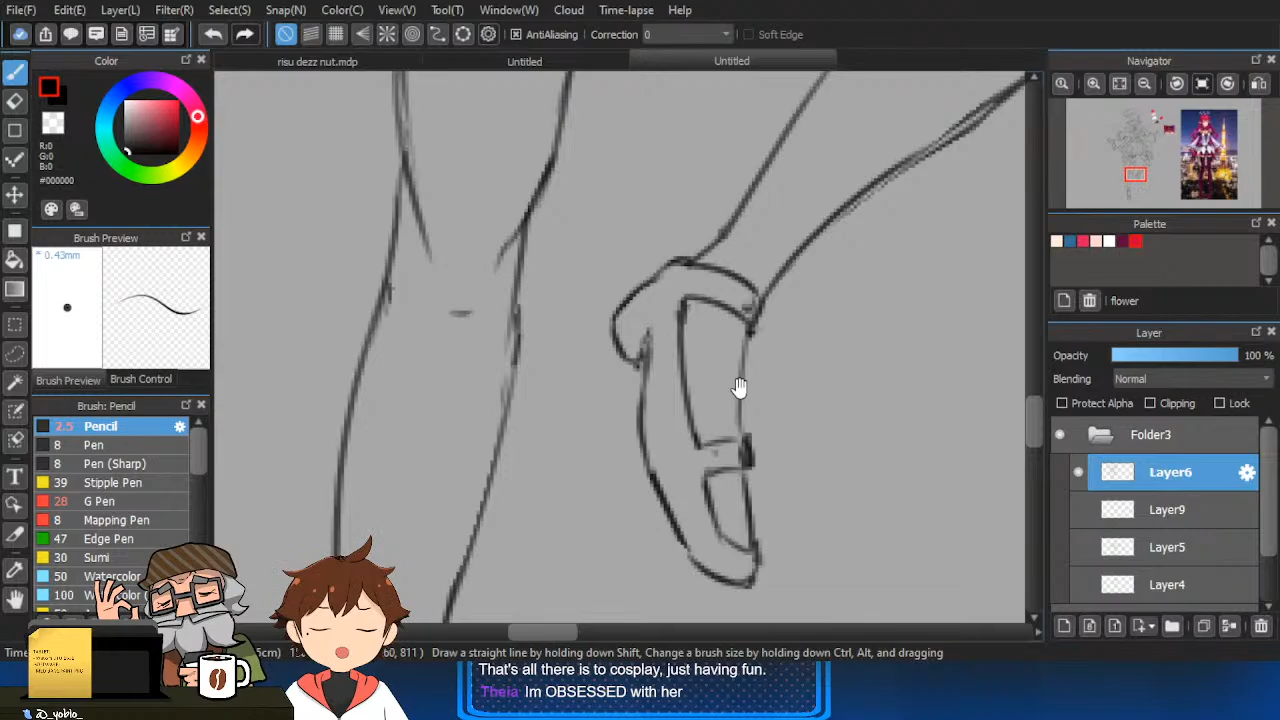 File(F) Edit(E) Layer(L) Filter(R) Select(S) Snap(N) Color(C) View(V) Tool(T) Window(W) Cloud Time-lapse Help
AntiAliasing Correction 0 Soft Edge
risu dezz nut.mdp Untitled Untitled
Color
R:0
G:0
B:0
#000000
Brush Preview
* 0.43mm
Brush Preview Brush Control
Brush: Pencil
2.5 Pencil
8 Pen
8 Pen (Sharp)
39 Stipple Pen
28 G Pen
8 Mapping Pen
47 Edge Pen
30 Sumi
50 Watercolor
100 Watercolor
Navigator
Palette
flower
Layer
Opacity 100 %
Blending Normal
Protect Alpha Clipping Lock
Folder3
Layer6
Layer9
Layer5
Layer4
811 ) Draw a straight line by holding down Shift, Change a brush size by holding down Ctrl, Alt, and dragging
That's all there is to cosplay, just having fun.
Theia Im OBSESSED with her